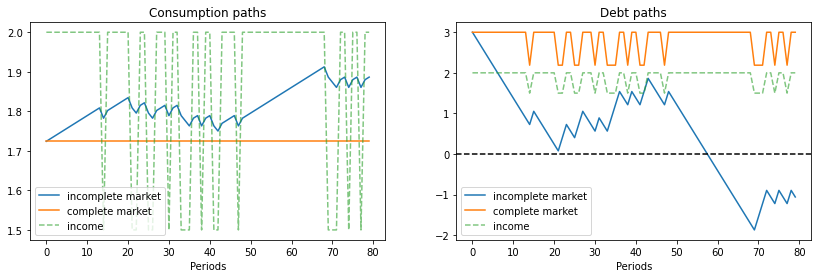 Consumption paths
2.0
1.9
1.8
1.7
1.6
1.5
incomplete market
complete market
income
0 10 20 30 40 50 60 70 80
Periods
Debt paths
3
2
1
0
−1
−2
incomplete market
complete market
income
0 10 20 30 40 50 60 70 80
Periods